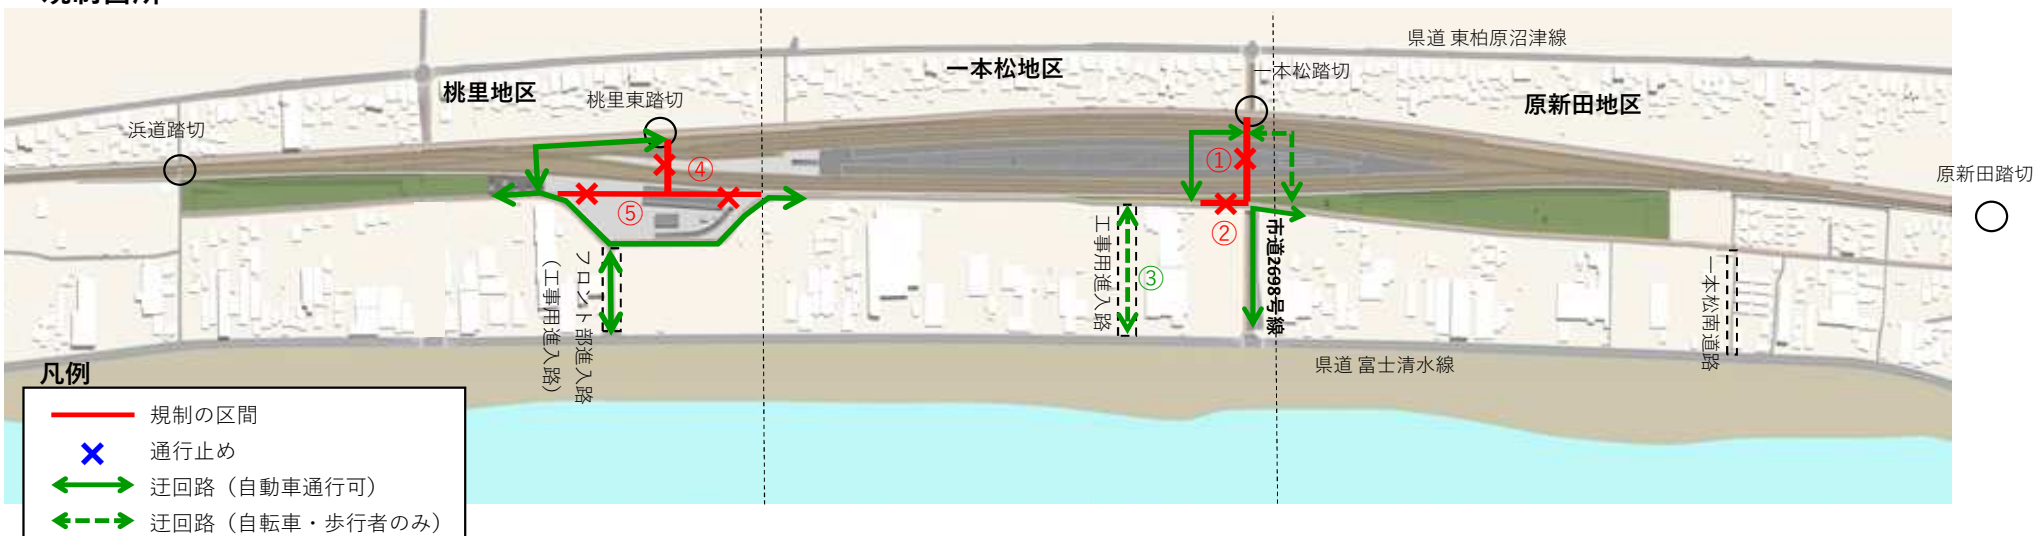 県道 東柏原沼津線
一本松地区
桃里地区
一本松踏切
桃里東踏切
原新田地区
浜道踏切
①
④
原新田踏切
⑤
②
市道2698号線
工事用進入路
③
フロント部進入路
(工事用進入路)
一本松南道路
県道 富士清水線
凡例
規制の区間
通行止め
迂回路（自動車通行可）
迂回路（自転車・歩行者のみ）